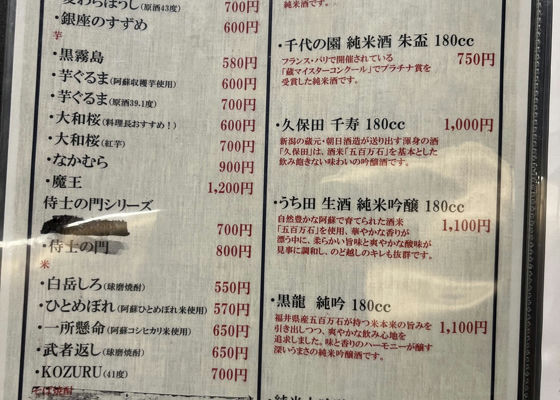 麦わらぼうし(原酒43度) 700円
・銀座のすずめ 600円
芋
・黒霧島 580円
・芋ぐるま(阿蘇収穫芋使用) 600円
・芋ぐるま(原酒39.1度) 700円
・大和桜(料理長おすすめ!) 600円
・大和桜(紅芋) 700円
・なかむら 900円
・魔王 1,200円
侍士の門シリーズ
700円
・侍士の門 800円
米
・白岳しろ(球磨焼酎) 550円
・ひとめぼれ(阿蘇ひとめぼれ米使用) 570円
・一所懸命(阿蘇コシヒカリ米使用) 650円
・武者返し(球磨焼酎) 650円
・KOZURU(41度) 700円
そば焼酎
純米酒です。
・千代の園 純米酒 朱盃 180cc
フランス・パリで開催されている 750円
「蔵マイスターコンクール」でプラチナ賞を
受賞した純米酒です。
・久保田 千寿 180cc 1,000円
新潟の蔵元・朝日酒造が送り出す渾身の酒
「久保田」は、酒米「五百万石」を基本とした
飲み飽きない味わいの吟醸酒です。
・うち田 生酒 純米吟醸 180cc
自然豊かな阿蘇で育てられた酒米 1,100円
「五百万石」を使用、華やかな香りが
漂う中に、柔らかい旨味と爽やかな酸味が
見事に調和し、のど越しのキレも抜群です。
・黒龍 純吟 180cc
福井県産五百万石が持つ米本来の旨みを 1,100円
引き出しつつ、爽やかな飲み心地を
追求しました。味と香りのハーモニーが醸す
深いうまさの純米吟醸酒です。